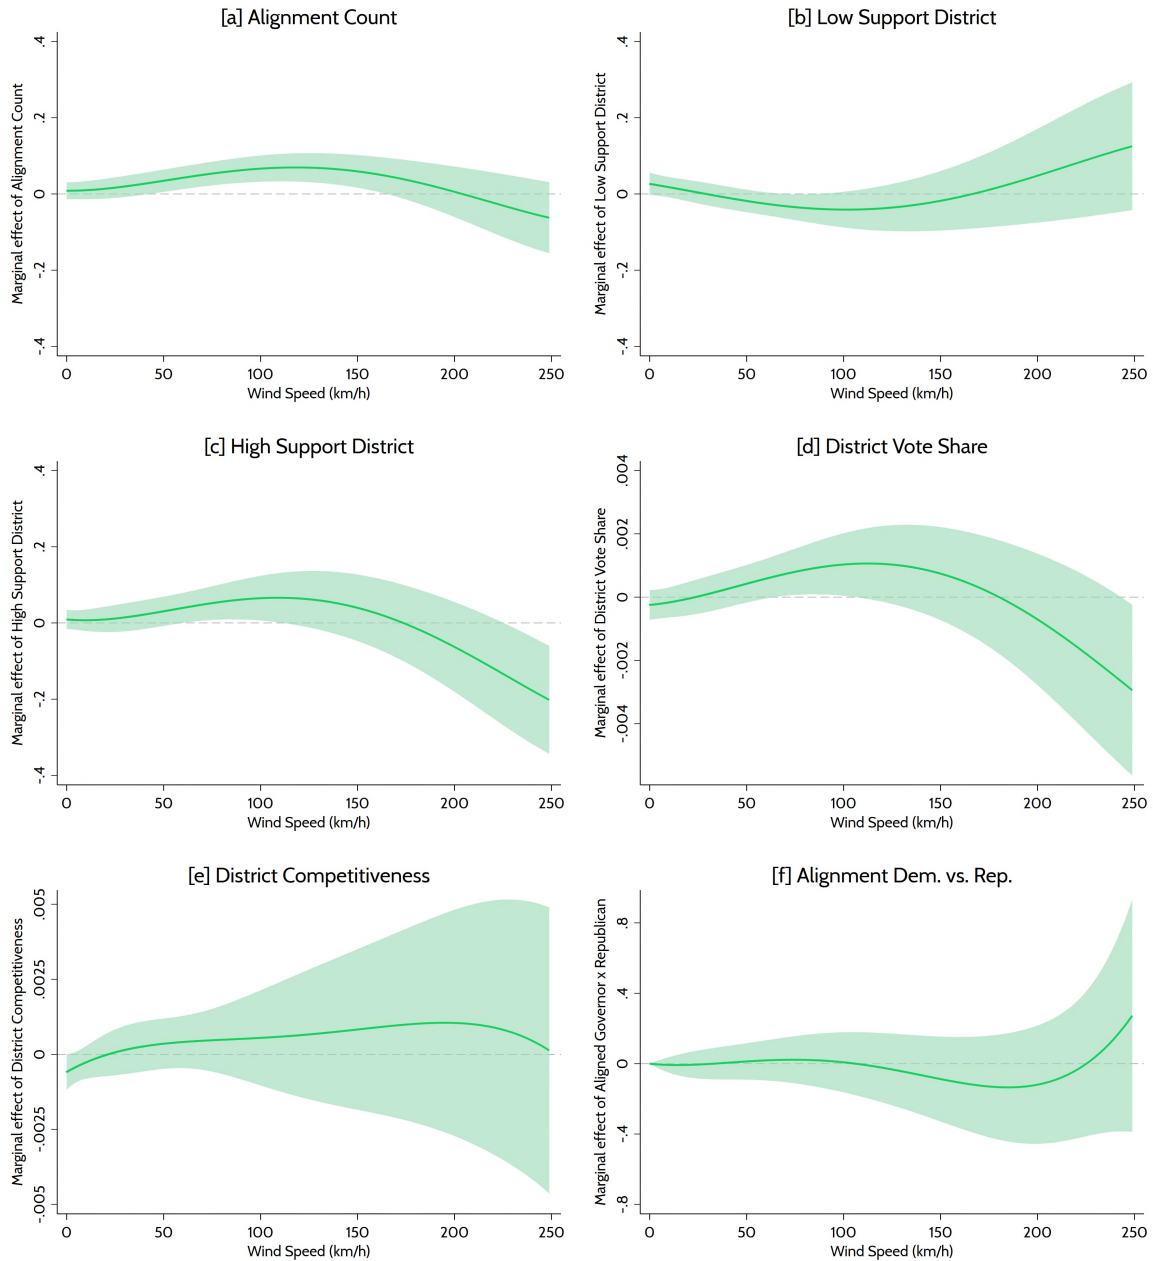 [a] Alignment Count
Marginal effect of Alignment Count
.4
.2
0
-.2
-.4
0 50 100 150 200 250
Wind Speed (km/h)
[b] Low Support District
Marginal effect of Low Support District
.4
.2
0
-.2
-.4
0 50 100 150 200 250
Wind Speed (km/h)
[c] High Support District
Marginal effect of High Support District
.4
.2
0
-.2
-.4
0 50 100 150 200 250
Wind Speed (km/h)
[d] District Vote Share
Marginal effect of District Vote Share
.004
.002
0
-.002
-.004
0 50 100 150 200 250
Wind Speed (km/h)
[e] District Competitiveness
Marginal effect of District Competitiveness
.005
.0025
0
-.0025
-.005
0 50 100 150 200 250
Wind Speed (km/h)
[f] Alignment Dem. vs. Rep.
Marginal effect of Aligned Governor x Republican
.8
.4
0
-.4
-.8
0 50 100 150 200 250
Wind Speed (km/h)